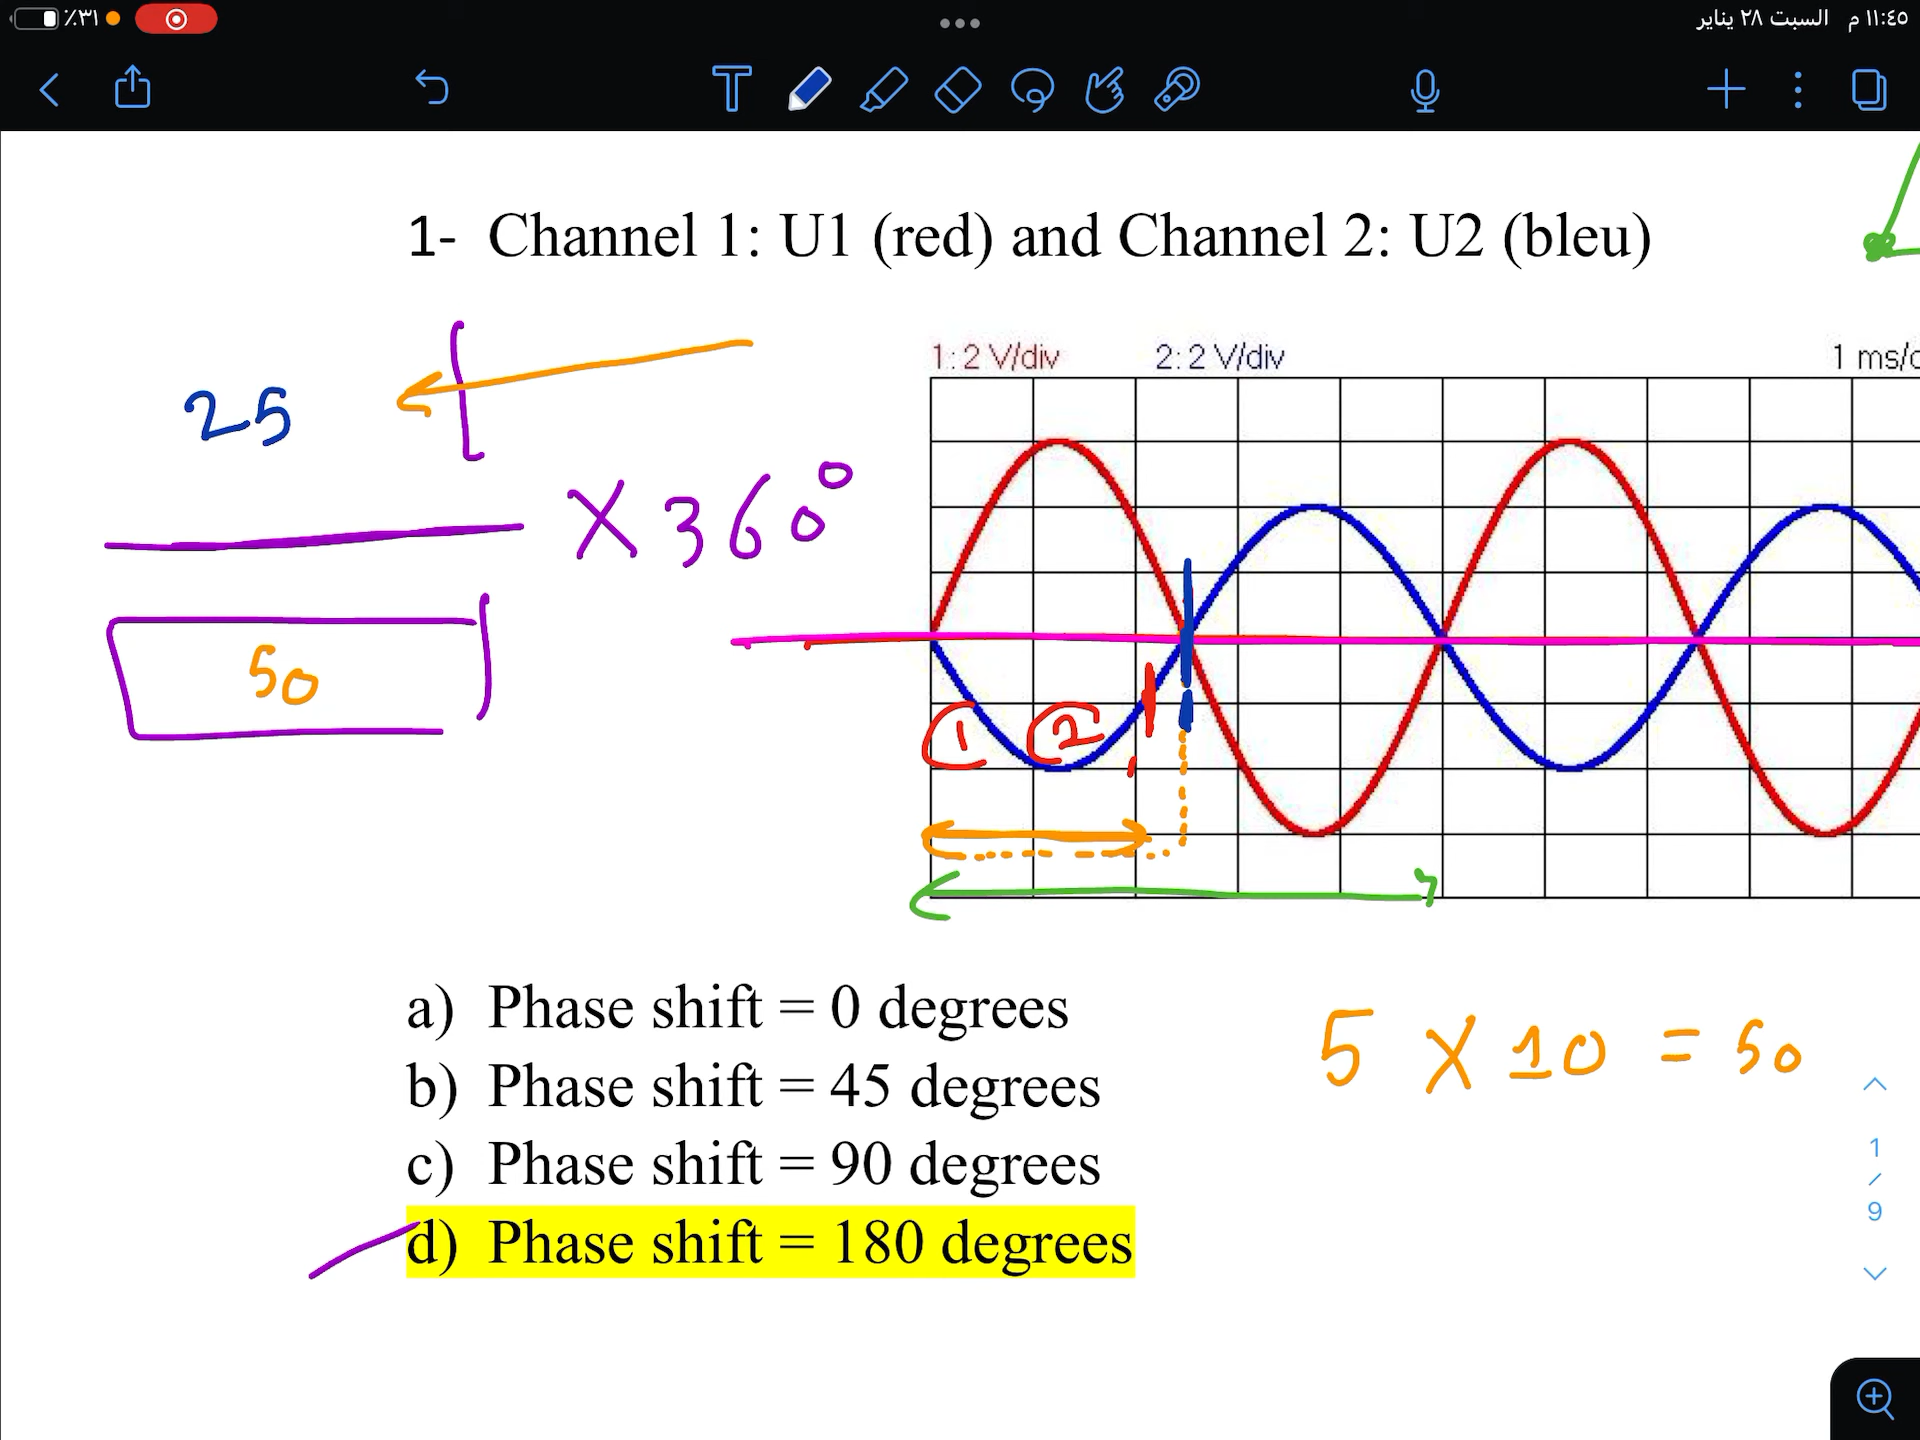 ٪٣١
١١:٤٥ م السبت ٢٨ يناير
1- Channel 1: U1 (red) and Channel 2: U2 (bleu)
1: 2 V/div 2: 2 V/div
25
X 360°
50
1 2
a) Phase shift = 0 degrees
b) Phase shift = 45 degrees
c) Phase shift = 90 degrees
d) Phase shift = 180 degrees
5 X 10 = 50
1
/
9